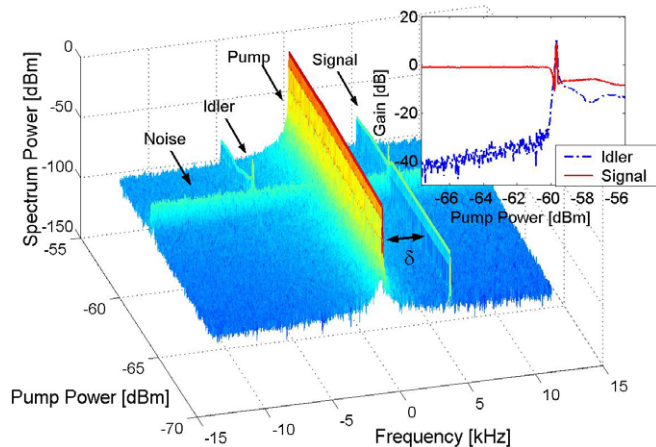 Spectrum Power [dBm]
0
-50
-100
-150
-55
-60
-65
-70
Pump Power [dBm]
-15
-10
-5
0
5
10
15
Frequency [kHz]
Noise
Idler
Pump
Signal
δ
Gain [dB]
20
0
-20
-40
-66
-64
-62
-60
-58
-56
Pump Power [dBm]
Idler
Signal